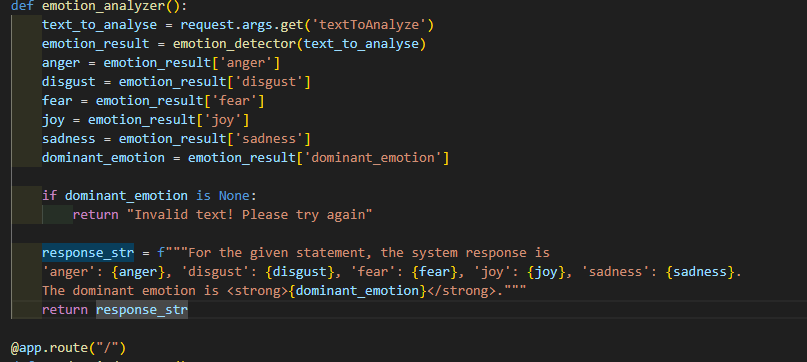 def emotion_analyzer():
    text_to_analyse = request.args.get('textToAnalyze')
    emotion_result = emotion_detector(text_to_analyse)
    anger = emotion_result['anger']
    disgust = emotion_result['disgust']
    fear = emotion_result['fear']
    joy = emotion_result['joy']
    sadness = emotion_result['sadness']
    dominant_emotion = emotion_result['dominant_emotion']
    if dominant_emotion is None:
        return "Invalid text! Please try again"
    response_str = f"""For the given statement, the system response is
    'anger': {anger}, 'disgust': {disgust}, 'fear': {fear}, 'joy': {joy}, 'sadness': {sadness}.
    The dominant emotion is <strong>{dominant_emotion}</strong>."""
    return response_str
@app.route("/")